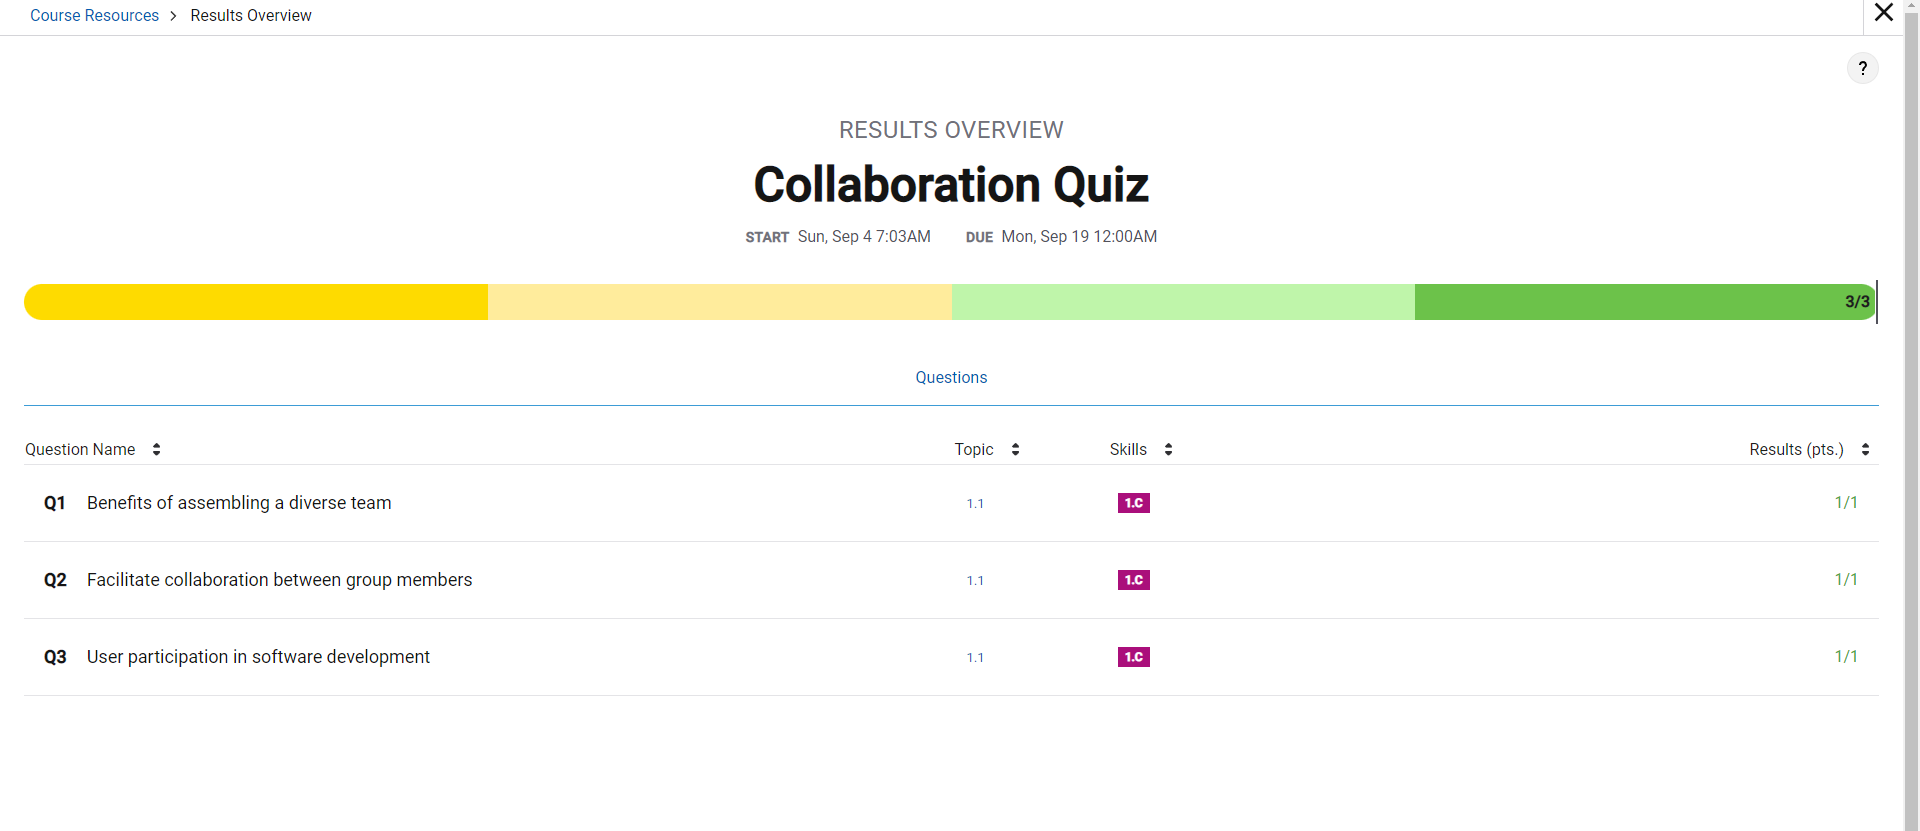 Course Resources > Results Overview
?
RESULTS OVERVIEW
Collaboration Quiz
START Sun, Sep 4 7:03AM DUE Mon, Sep 19 12:00AM
3/3
Questions
Question Name Topic Skills Results (pts.)
Q1 Benefits of assembling a diverse team 1.1 1.C 1/1
Q2 Facilitate collaboration between group members 1.1 1.C 1/1
Q3 User participation in software development 1.1 1.C 1/1